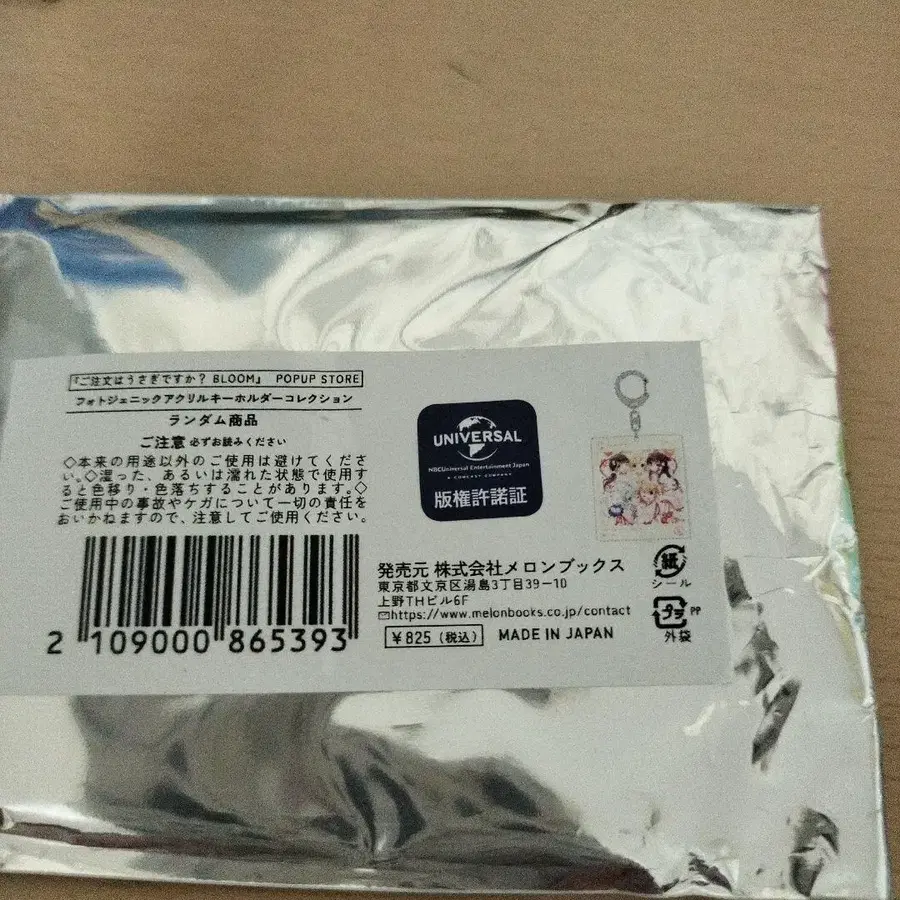 『ご注文はうさぎですか? BLOOM』 POPUP STORE
フォトジェニックアクリルキーホルダーコレクション
ランダム商品
ご注意 必ずお読みください
◇本来の用途以外のご使用は避けてくださ
い。◇湿った、あるいは濡れた状態で使用す
ると色移り・色落ちすることがあります。◇
ご使用中の事故やケガについて一切の責任を
おいかねますので、注意してご使用ください。
2 109000 865393
UNIVERSAL
NBCUniversal Entertainment Japan
A COMCAST COMPANY
版権許諾証
発売元 株式会社メロンブックス
東京都文京区湯島3丁目39-10
上野THビル6F
https://www.melonbooks.co.jp/contact
¥825(税込) MADE IN JAPAN
紙
シール
プラ PP
外袋